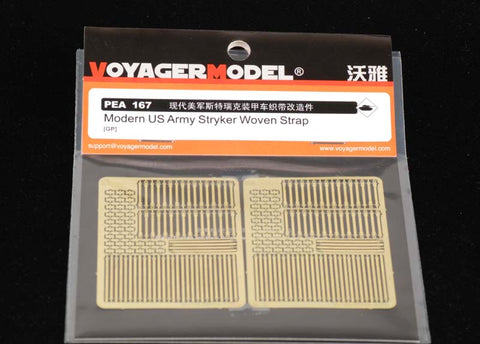 VOYAGERMODEL® 沃雅
PEA 167 现代美军斯特瑞克装甲车织带改造件
Modern US Army Stryker Woven Strap
[GP]
support@voyagermodel.com www.voyagermodel.com